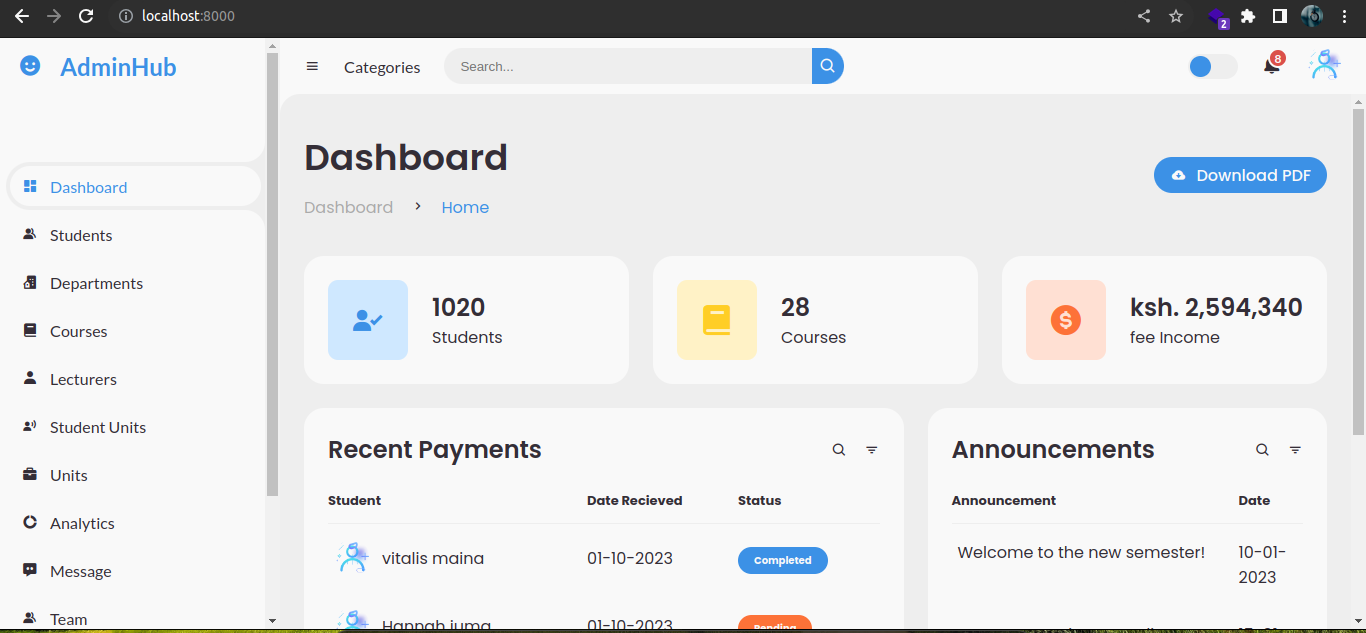 localhost:8000
2
AdminHub
Categories
Search...
8
Dashboard
Students
Departments
Courses
Lecturers
Student Units
Units
Analytics
Message
Team
Dashboard
Dashboard > Home
Download PDF
1020
Students
28
Courses
ksh. 2,594,340
fee Income
Recent Payments
Student Date Recieved Status
vitalis maina 01-10-2023 Completed
Hannah juma 01-10-2023 Pending
Announcements
Announcement Date
Welcome to the new semester! 10-01-
2023